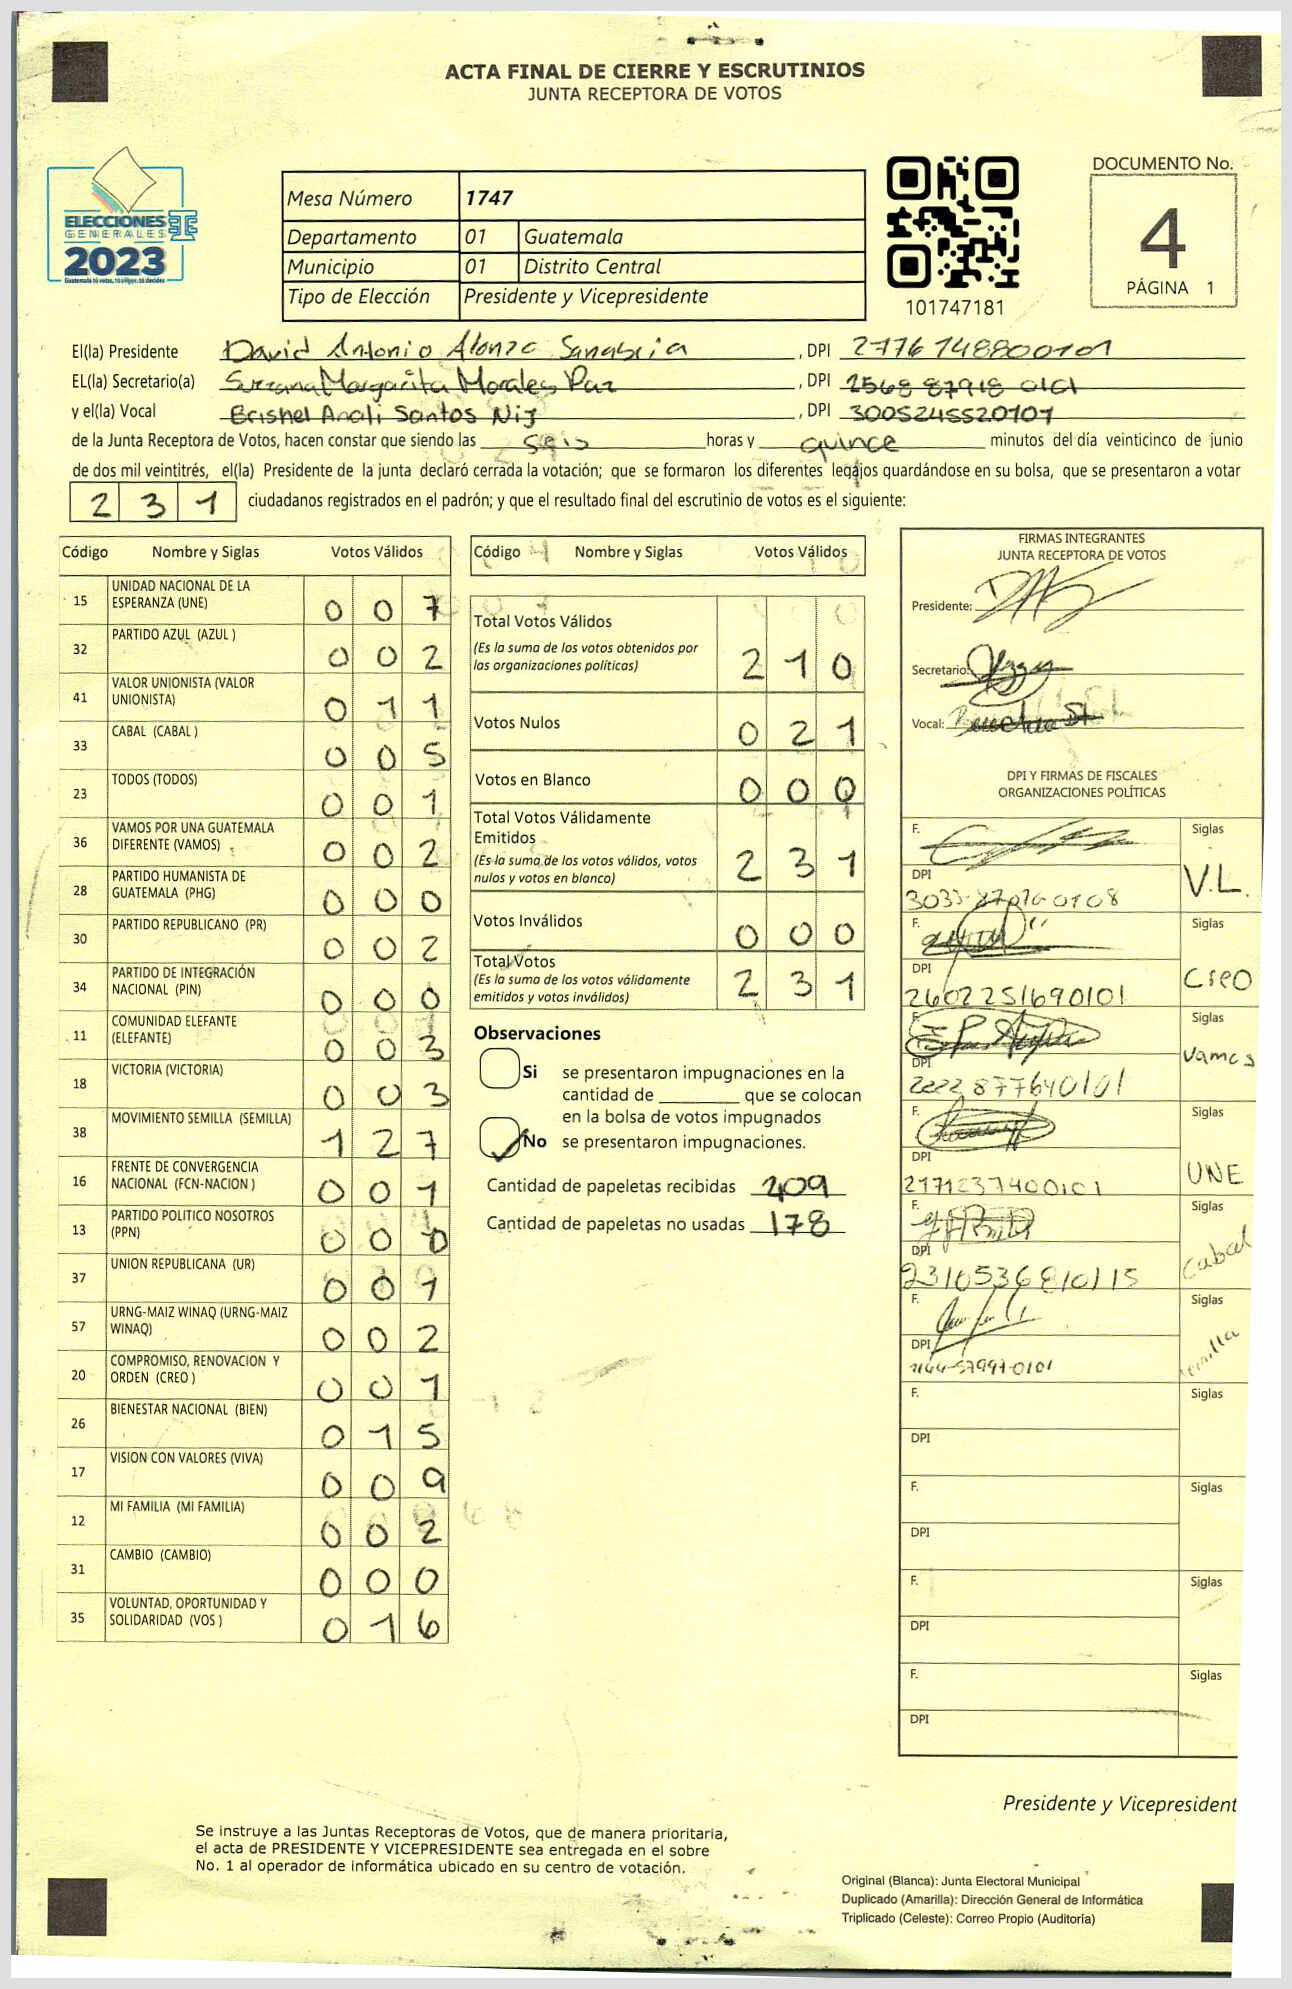 ACTA FINAL DE CIERRE Y ESCRUTINIOS
JUNTA RECEPTORA DE VOTOS
ELECCIONES
GENERALES
2023
Guatemala tú votas, tú eliges, tú decides
Mesa Número 1747
Departamento 01 Guatemala
Municipio 01 Distrito Central
Tipo de Elección Presidente y Vicepresidente
101747181
DOCUMENTO No.
4
PÁGINA 1
El(la) Presidente David Antonio Alonzo Sanabria , DPI 2776148800101
EL(la) Secretario(a) Suzana Margarita Morales Paz , DPI 2568 87918 0101
y el(la) Vocal Brishel Anali Santos Nij , DPI 3005245520101
de la Junta Receptora de Votos, hacen constar que siendo las seis horas y quince minutos del día veinticinco de junio
de dos mil veintitrés, el(la) Presidente de la junta declaró cerrada la votación; que se formaron los diferentes legajos guardándose en su bolsa, que se presentaron a votar
231 ciudadanos registrados en el padrón; y que el resultado final del escrutinio de votos es el siguiente:
Código Nombre y Siglas Votos Válidos
15 UNIDAD NACIONAL DE LA ESPERANZA (UNE) 0 0 7
32 PARTIDO AZUL (AZUL ) 0 0 2
41 VALOR UNIONISTA (VALOR UNIONISTA) 0 1 1
33 CABAL (CABAL ) 0 0 5
23 TODOS (TODOS) 0 0 1
36 VAMOS POR UNA GUATEMALA DIFERENTE (VAMOS) 0 0 2
28 PARTIDO HUMANISTA DE GUATEMALA (PHG) 0 0 0
30 PARTIDO REPUBLICANO (PR) 0 0 2
34 PARTIDO DE INTEGRACIÓN NACIONAL (PIN) 0 0 0
11 COMUNIDAD ELEFANTE (ELEFANTE) 0 0 3
18 VICTORIA (VICTORIA) 0 0 3
38 MOVIMIENTO SEMILLA (SEMILLA) 1 2 7
16 FRENTE DE CONVERGENCIA NACIONAL (FCN-NACION ) 0 0 1
13 PARTIDO POLITICO NOSOTROS (PPN) 0 0 0
37 UNION REPUBLICANA (UR) 0 0 1
57 URNG-MAIZ WINAQ (URNG-MAIZ WINAQ) 0 0 2
20 COMPROMISO, RENOVACION Y ORDEN (CREO ) 0 0 1
26 BIENESTAR NACIONAL (BIEN) 0 1 5
17 VISION CON VALORES (VIVA) 0 0 9
12 MI FAMILIA (MI FAMILIA) 0 0 2
31 CAMBIO (CAMBIO) 0 0 0
35 VOLUNTAD, OPORTUNIDAD Y SOLIDARIDAD (VOS ) 0 1 6
Código Nombre y Siglas Votos Válidos
Total Votos Válidos 2 1 0
(Es la suma de los votos obtenidos por
las organizaciones políticas)
Votos Nulos 0 2 1
Votos en Blanco 0 0 0
Total Votos Válidamente
Emitidos 2 3 1
(Es la suma de los votos válidos, votos
nulos y votos en blanco)
Votos Inválidos 0 0 0
Total Votos 2 3 1
(Es la suma de los votos válidamente
emitidos y votos inválidos)
Observaciones
Si se presentaron impugnaciones en la
cantidad de ________ que se colocan
en la bolsa de votos impugnados
No se presentaron impugnaciones.
Cantidad de papeletas recibidas 409
Cantidad de papeletas no usadas 178
FIRMAS INTEGRANTES
JUNTA RECEPTORA DE VOTOS
Presidente:
Secretario:
Vocal:
DPI Y FIRMAS DE FISCALES
ORGANIZACIONES POLÍTICAS
F. Siglas
DPI V.L.
F. Siglas
DPI Creo
2602251690101
F. Siglas
DPI Vamos
2222877640101
F. Siglas
DPI UNE
2171237400101
F. Siglas
DPI Cabal
2310536810115
F. Siglas
DPI
F. Siglas
DPI
F. Siglas
DPI
F. Siglas
DPI
F. Siglas
DPI
Presidente y Vicepresident
Se instruye a las Juntas Receptoras de Votos, que de manera prioritaria,
el acta de PRESIDENTE Y VICEPRESIDENTE sea entregada en el sobre
No. 1 al operador de informática ubicado en su centro de votación.
Original (Blanca): Junta Electoral Municipal
Duplicado (Amarilla): Dirección General de Informática
Triplicado (Celeste): Correo Propio (Auditoría)